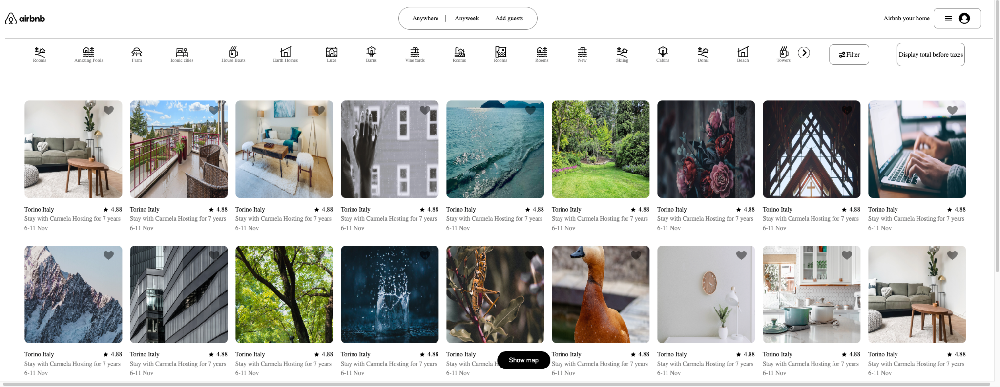 airbnb
Anywhere Anyweek Add guests
Airbnb your home
Rooms Amazing Pools Farm Iconic cities House Boats Earth Homes Luxe Barns VineYards Rooms Rooms Rooms New Skiing Cabins Doms Beach Towers
Filter
Display total before taxes
Torino Italy 4.88 Torino Italy 4.88 Torino Italy 4.88 Torino Italy 4.88 Torino Italy 4.88 Torino Italy 4.88 Torino Italy 4.88 Torino Italy 4.88 Torino Italy 4.88
Stay with Carmela Hosting for 7 years Stay with Carmela Hosting for 7 years Stay with Carmela Hosting for 7 years Stay with Carmela Hosting for 7 years Stay with Carmela Hosting for 7 years Stay with Carmela Hosting for 7 years Stay with Carmela Hosting for 7 years Stay with Carmela Hosting for 7 years Stay with Carmela Hosting for 7 years
6-11 Nov 6-11 Nov 6-11 Nov 6-11 Nov 6-11 Nov 6-11 Nov 6-11 Nov 6-11 Nov 6-11 Nov
Torino Italy 4.88 Torino Italy 4.88 Torino Italy 4.88 Torino Italy 4.88 Torino Italy Torino Italy 4.88 Torino Italy 4.88 Torino Italy 4.88 Torino Italy 4.88
Stay with Carmela Hosting for 7 years Stay with Carmela Hosting for 7 years Stay with Carmela Hosting for 7 years Stay with Carmela Hosting for 7 years Stay with Carmela Stay with Carmela Hosting for 7 years Stay with Carmela Hosting for 7 years Stay with Carmela Hosting for 7 years Stay with Carmela Hosting for 7 years
Show map
6-11 Nov 6-11 Nov 6-11 Nov 6-11 Nov 6-11 Nov 6-11 Nov 6-11 Nov 6-11 Nov 6-11 Nov